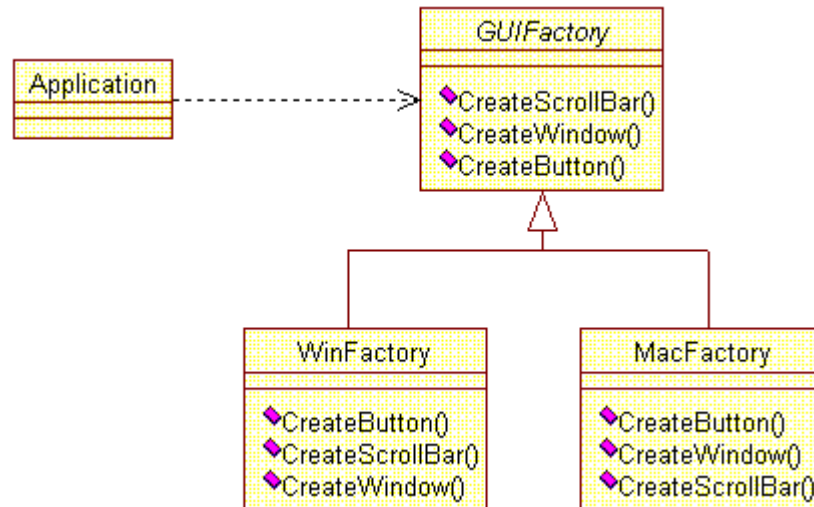 GUIFactory
Application
CreateScrollBar()
CreateWindow()
CreateButton()
WinFactory
CreateButton()
CreateScrollBar()
CreateWindow()
MacFactory
CreateButton()
CreateWindow()
CreateScrollBar()